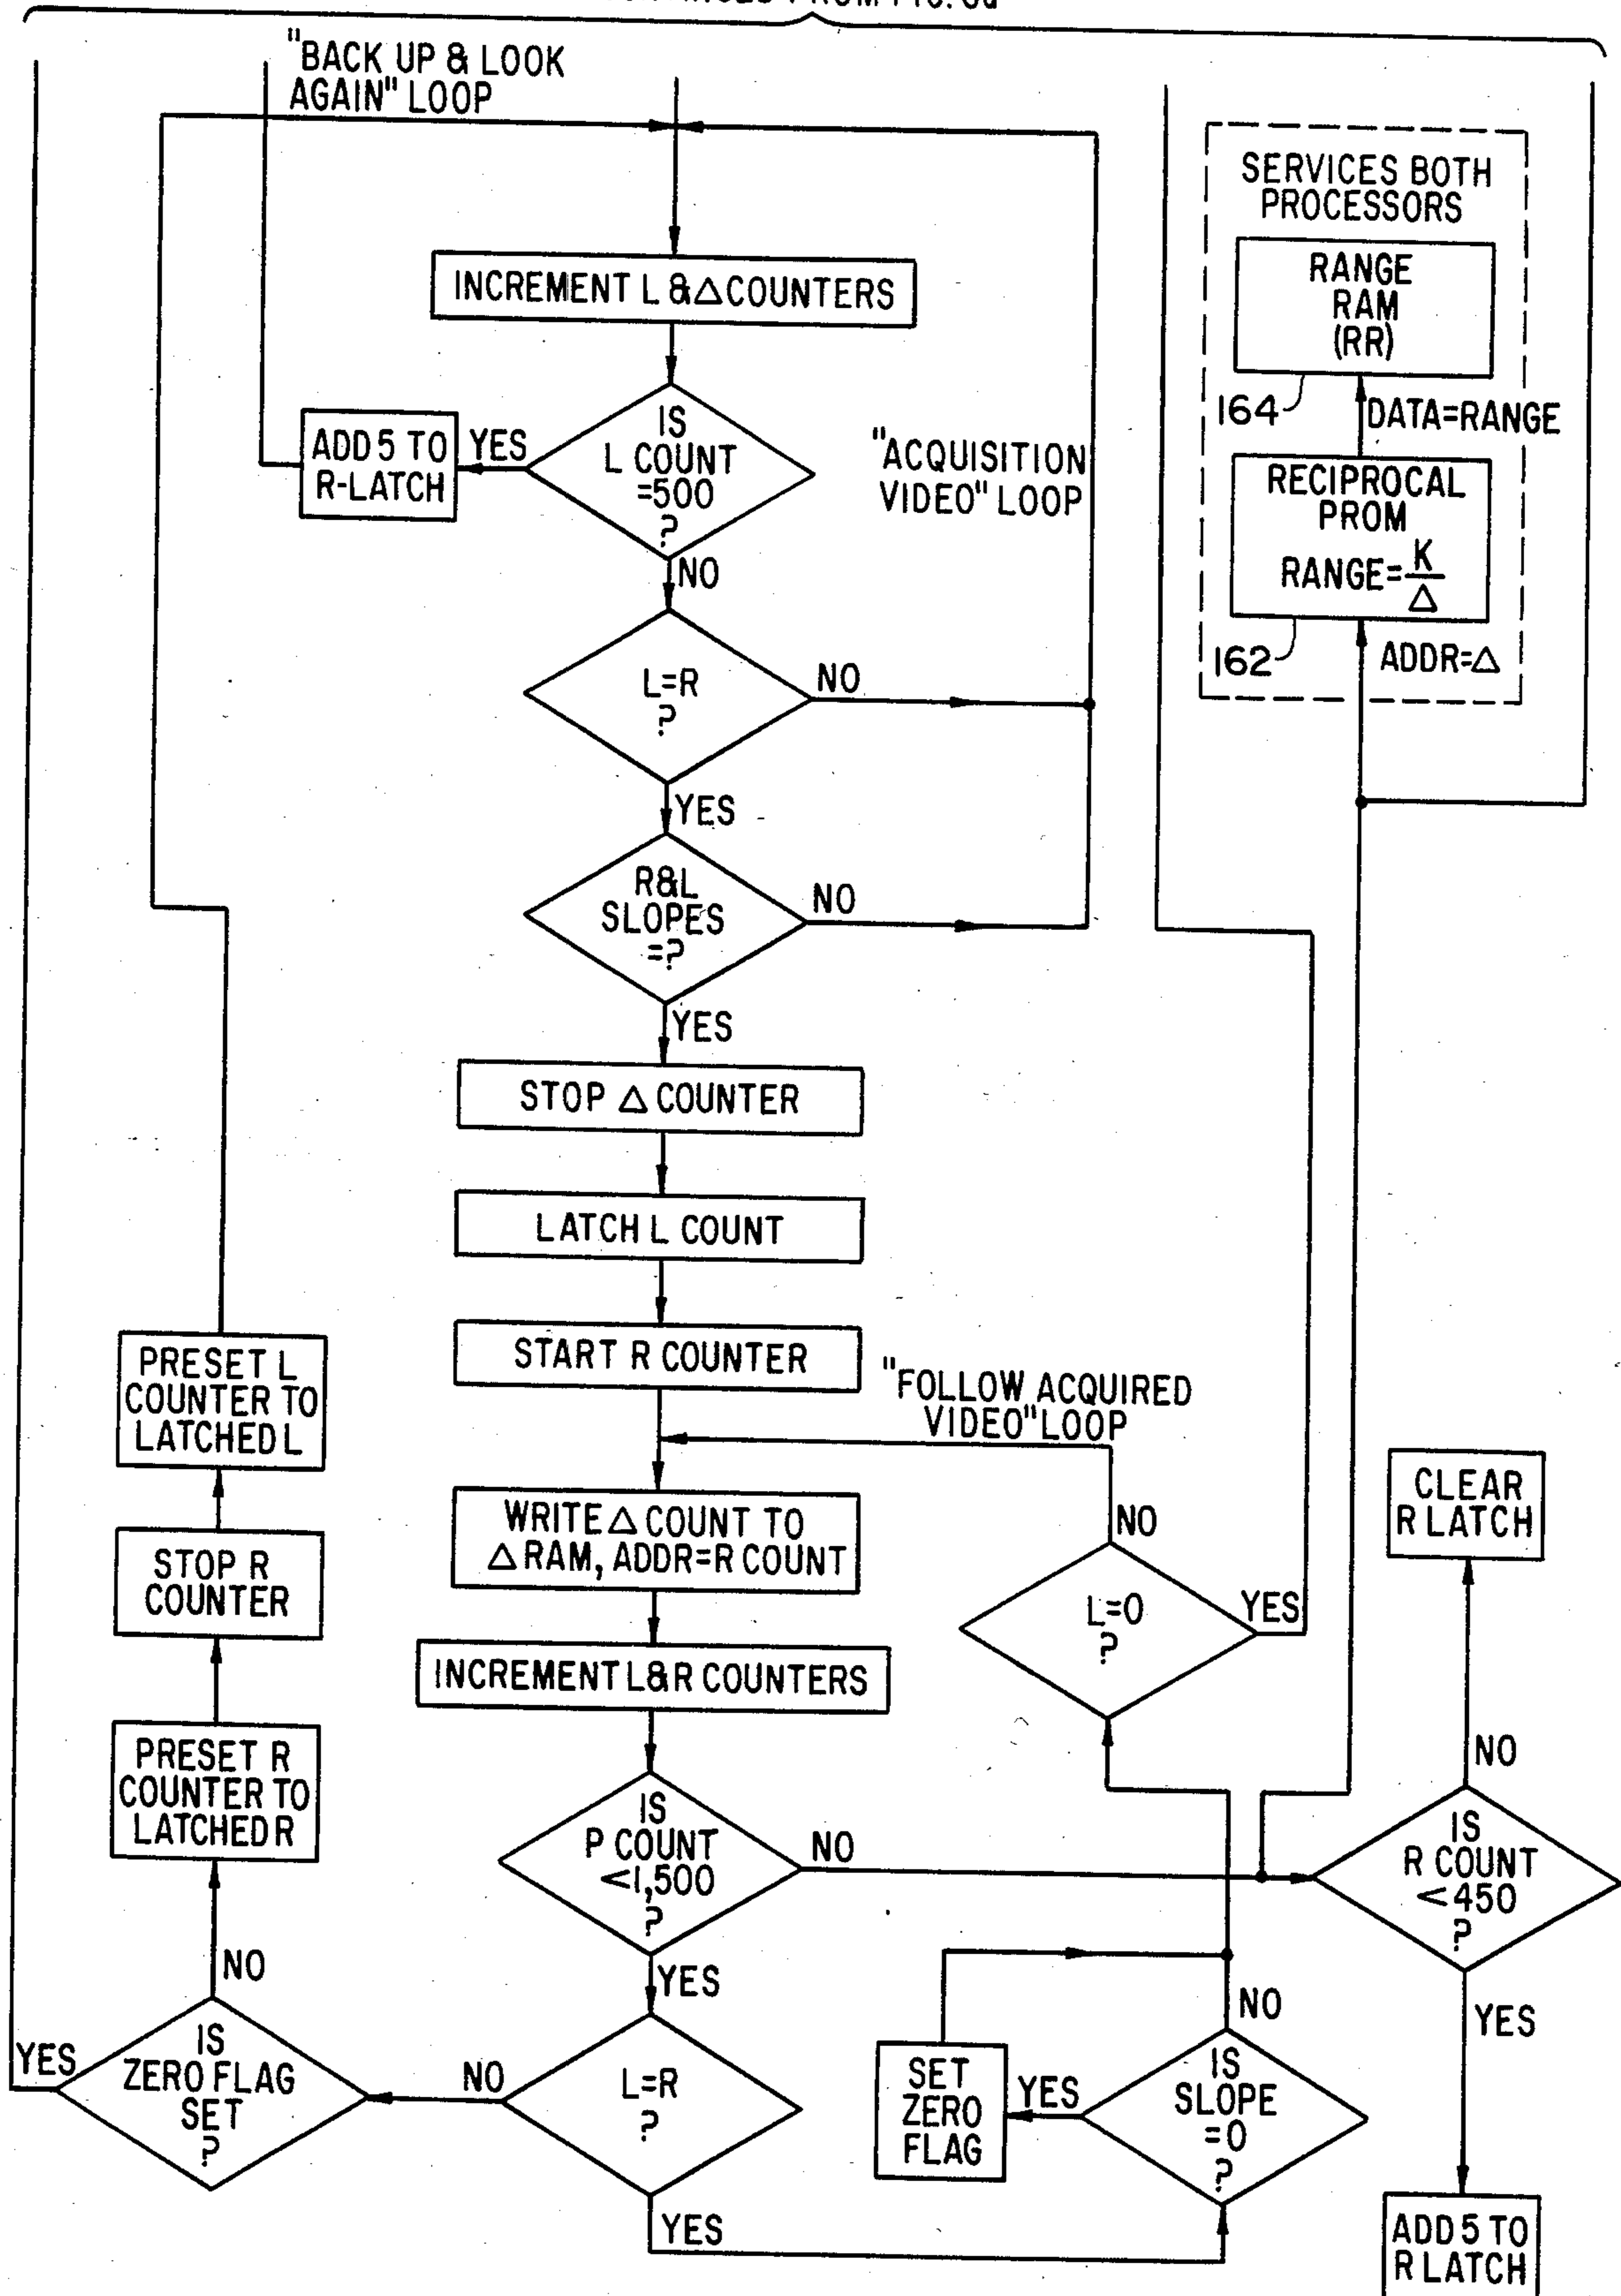 FROM FIG.
"BACK UP & LOOK
AGAIN" LOOP
SERVICES BOTH
PROCESSORS
RANGE
RAM
(RR)
INCREMENT L & △ COUNTERS
164
DATA=RANGE
ADD 5 TO
R-LATCH
YES
IS
L COUNT
=500
?
"ACQUISITION
VIDEO" LOOP
RECIPROCAL
PROM
RANGE=K/△
NO
162
ADDR=△
L=R
?
NO
YES
R&L
SLOPES
=?
NO
YES
STOP △ COUNTER
LATCH L COUNT
START R COUNTER
"FOLLOW ACQUIRED
VIDEO" LOOP
PRESET L
COUNTER TO
LATCHED L
WRITE △ COUNT TO
△ RAM, ADDR=R COUNT
NO
CLEAR
R LATCH
STOP R
COUNTER
L=0
?
YES
INCREMENT L&R COUNTERS
PRESET R
COUNTER TO
LATCHED R
NO
IS
P COUNT
<1,500
?
NO
IS
R COUNT
<450
?
NO
YES
NO
YES
YES
IS
ZERO FLAG
SET
?
NO
L=R
?
SET
ZERO
FLAG
YES
IS
SLOPE
=0
?
YES
ADD 5 TO
R LATCH